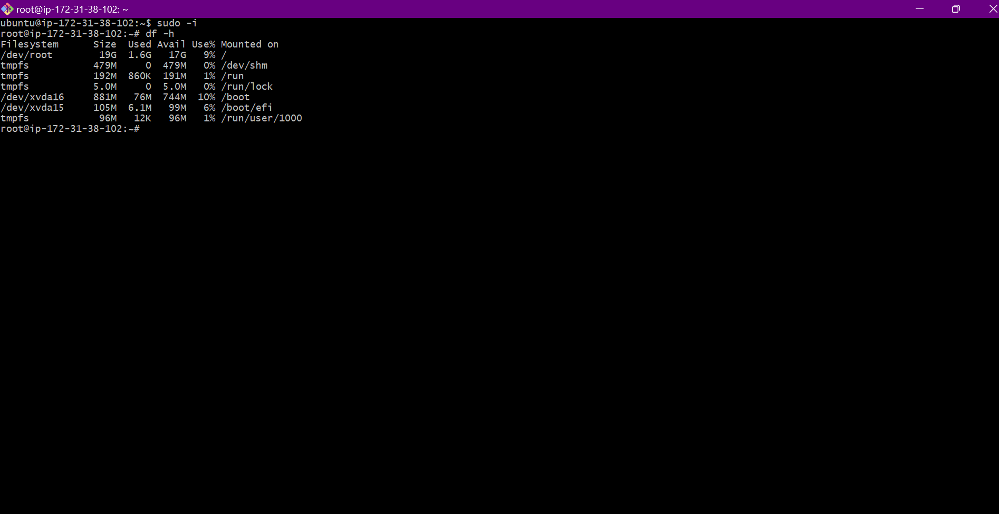 root@ip-172-31-38-102: ~
ubuntu@ip-172-31-38-102:~$ sudo -i
root@ip-172-31-38-102:~# df -h
Filesystem      Size  Used Avail Use% Mounted on
/dev/root        19G  1.6G   17G   9% /
tmpfs           479M     0  479M   0% /dev/shm
tmpfs           192M  860K  191M   1% /run
tmpfs           5.0M     0  5.0M   0% /run/lock
/dev/xvda16     881M   76M  744M  10% /boot
/dev/xvda15     105M  6.1M   99M   6% /boot/efi
tmpfs            96M   12K   96M   1% /run/user/1000
root@ip-172-31-38-102:~#